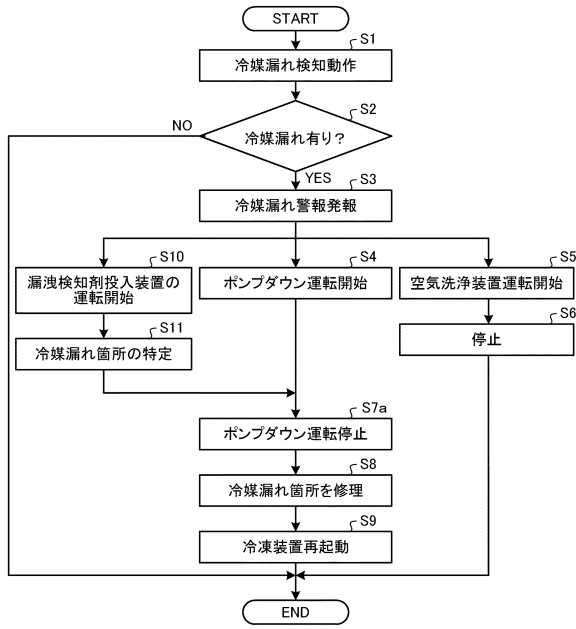 START
S1
冷媒漏れ検知動作
S2
冷媒漏れ有り？
NO
YES
S3
冷媒漏れ警報発報
S10
漏洩検知剤投入装置の
運転開始
S4
ポンプダウン運転開始
S5
空気洗浄装置運転開始
S11
冷媒漏れ箇所の特定
S6
停止
S7a
ポンプダウン運転停止
S8
冷媒漏れ箇所を修理
S9
冷凍装置再起動
END